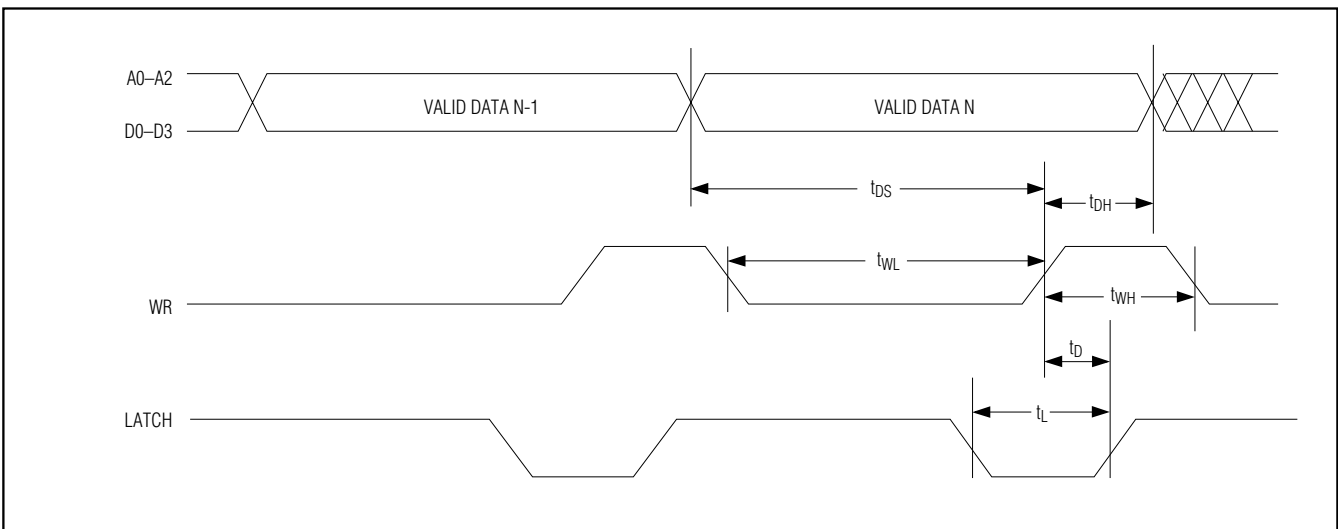 A0–A2
VALID DATA N-1
VALID DATA N
D0–D3
tDS
tDH
tWL
tWH
WR
tD
LATCH
tL